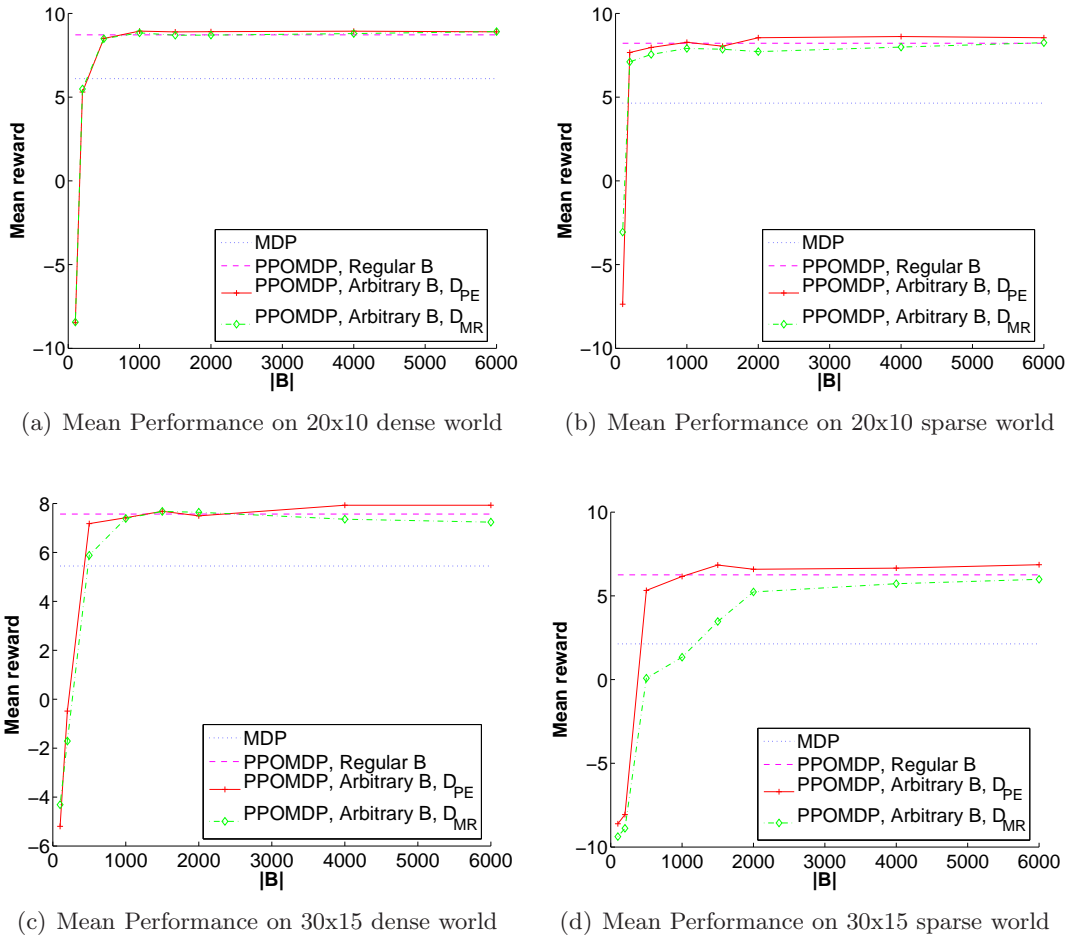 10
5
0
−5
−10
Mean reward
0 1000 2000 3000 4000 5000 6000
|B|
MDP
PPOMDP, Regular B
PPOMDP, Arbitrary B, D_PE
PPOMDP, Arbitrary B, D_MR
(a) Mean Performance on 20x10 dense world
10
5
0
−5
−10
Mean reward
0 1000 2000 3000 4000 5000 6000
|B|
MDP
PPOMDP, Regular B
PPOMDP, Arbitrary B, D_PE
PPOMDP, Arbitrary B, D_MR
(b) Mean Performance on 20x10 sparse world
8
6
4
2
0
−2
−4
−6
Mean reward
0 1000 2000 3000 4000 5000 6000
|B|
MDP
PPOMDP, Regular B
PPOMDP, Arbitrary B, D_PE
PPOMDP, Arbitrary B, D_MR
(c) Mean Performance on 30x15 dense world
10
5
0
−5
−10
Mean reward
0 1000 2000 3000 4000 5000 6000
|B|
MDP
PPOMDP, Regular B
PPOMDP, Arbitrary B, D_PE
PPOMDP, Arbitrary B, D_MR
(d) Mean Performance on 30x15 sparse world